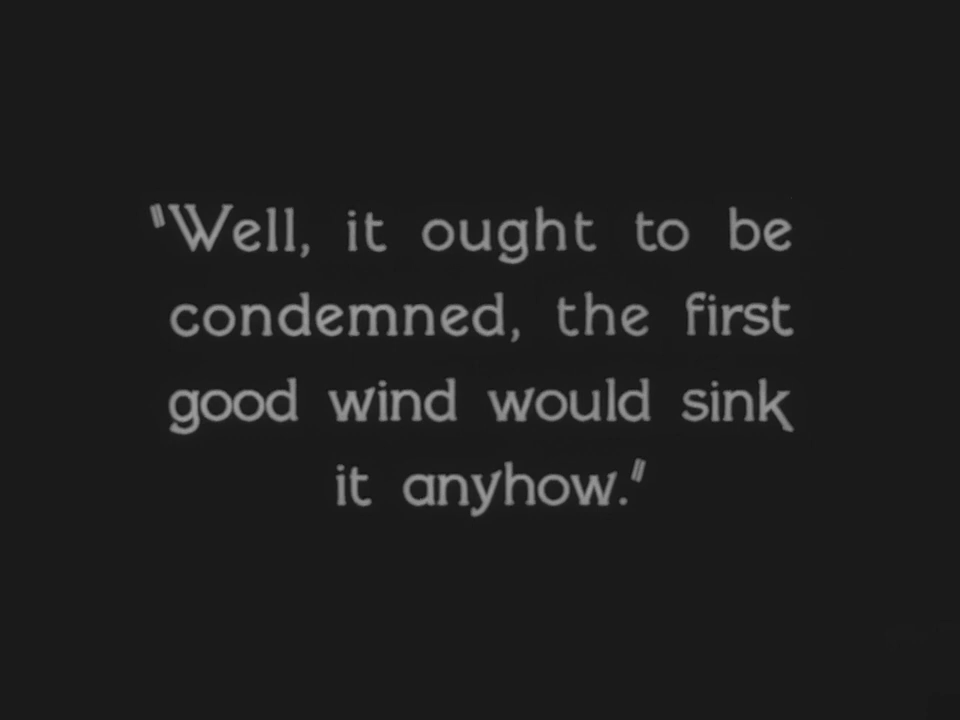 "Well, it ought to be
condemned, the first
good wind would sink
it anyhow."